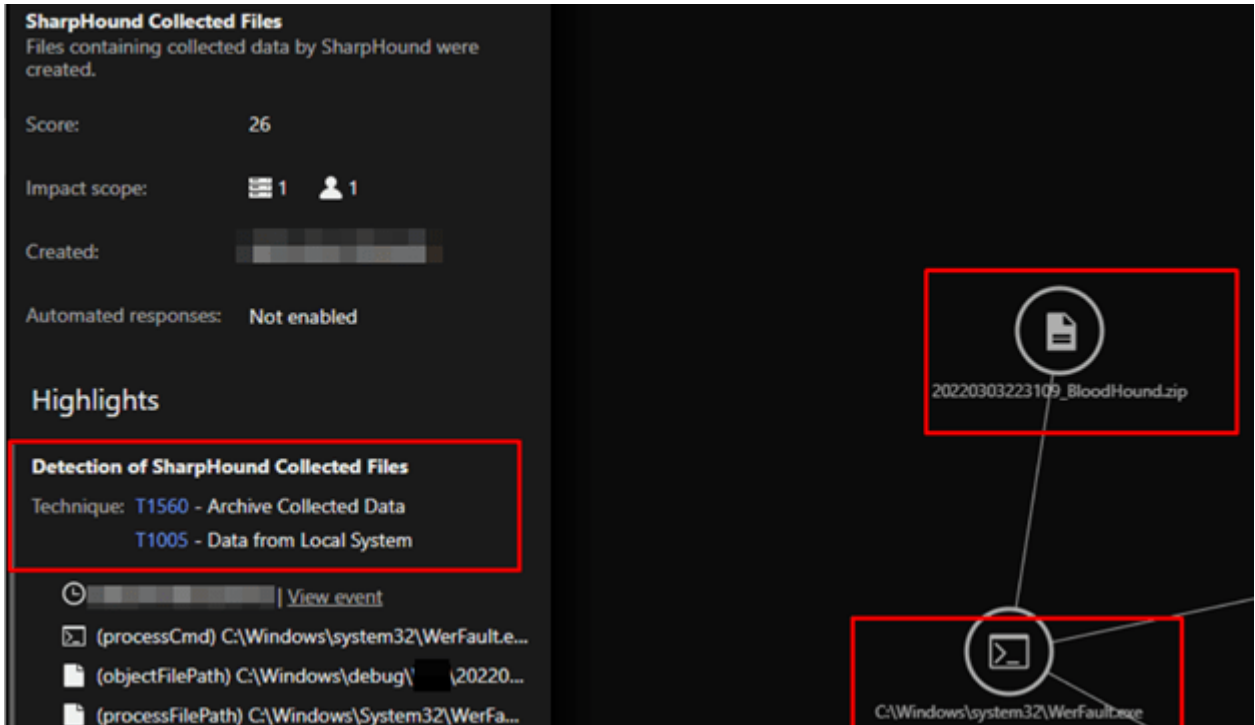 SharpHound Collected Files
Files containing collected data by SharpHound were
created.
Score: 26
Impact scope: 1 1
Created:
Automated responses: Not enabled
Highlights
Detection of SharpHound Collected Files
Technique: T1560 - Archive Collected Data
T1005 - Data from Local System
| View event
(processCmd) C:\Windows\system32\WerFault.e...
(objectFilePath) C:\Windows\debug\ \20220...
(processFilePath) C:\Windows\System32\WerFa...
20220303223109_BloodHound.zip
C:\Windows\system32\WerFault.exe